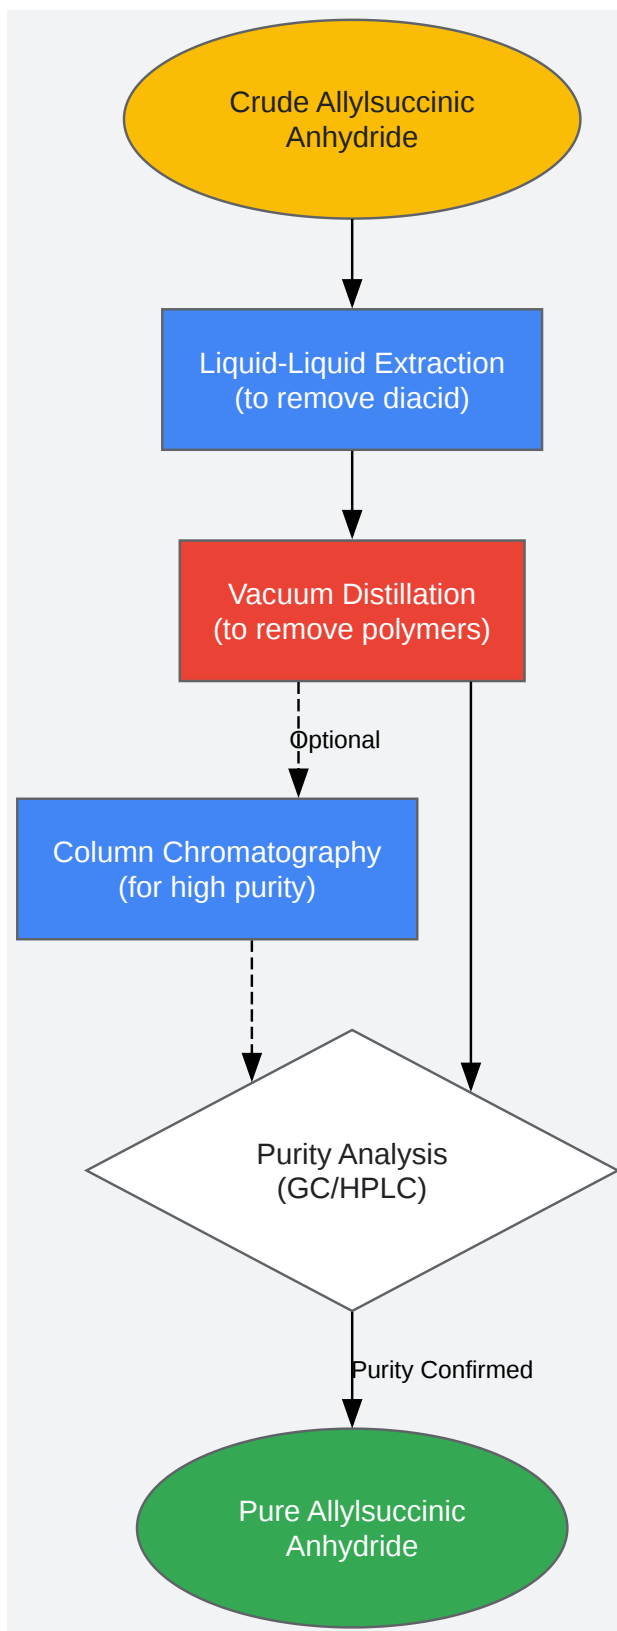 Crude Allylsuccinic
Anhydride
Liquid-Liquid Extraction
(to remove diacid)
Vacuum Distillation
(to remove polymers)
Optional
Column Chromatography
(for high purity)
Purity Analysis
(GC/HPLC)
Purity Confirmed
Pure Allylsuccinic
Anhydride